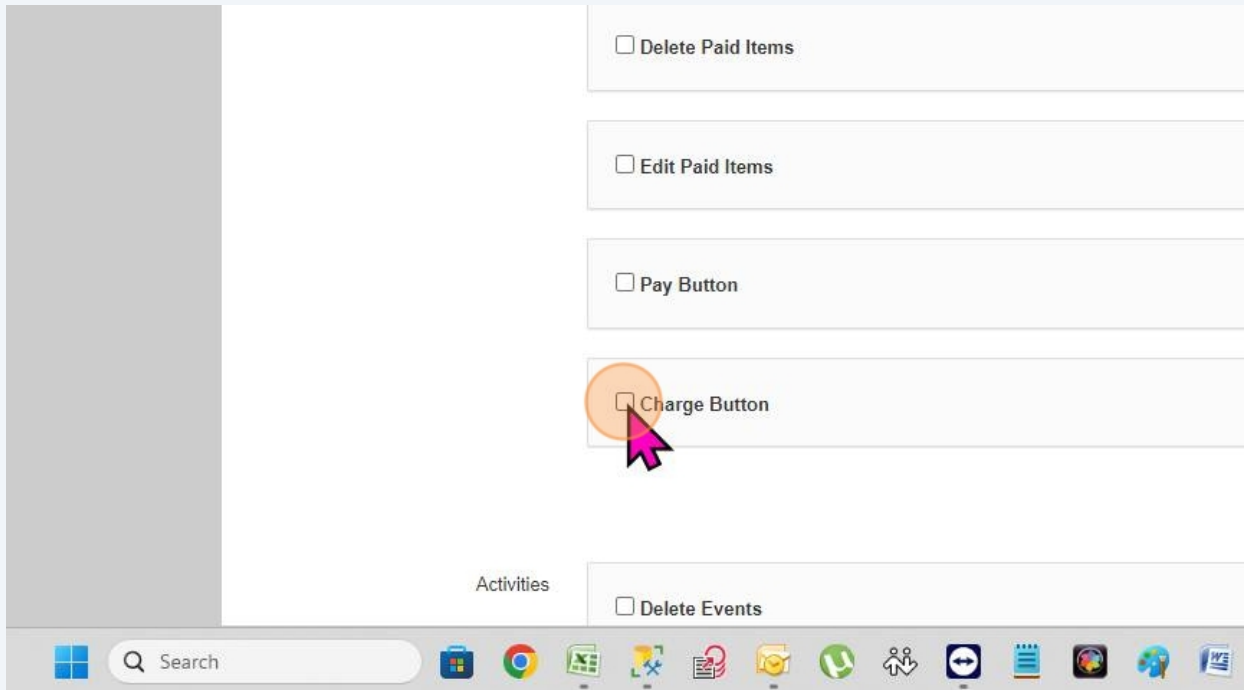 Delete Paid Items
Edit Paid Items
Pay Button
Charge Button
Activities
Delete Events
Search